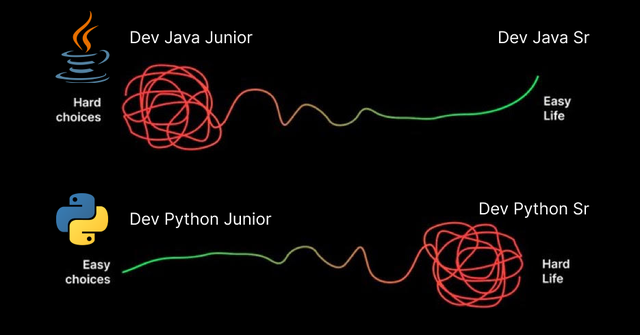 Dev Java Junior
Dev Java Sr
Hard
choices
Easy
Life
Dev Python Junior
Dev Python Sr
Easy
choices
Hard
Life